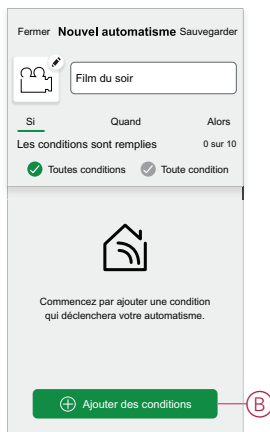 Fermer Nouvel automatisme Sauvegarder
Film du soir
Si Quand Alors
Les conditions sont remplies 0 sur 10
Toutes conditions Toute condition
Commencez par ajouter une condition
qui déclenchera votre automatisme.
Ajouter des conditions B